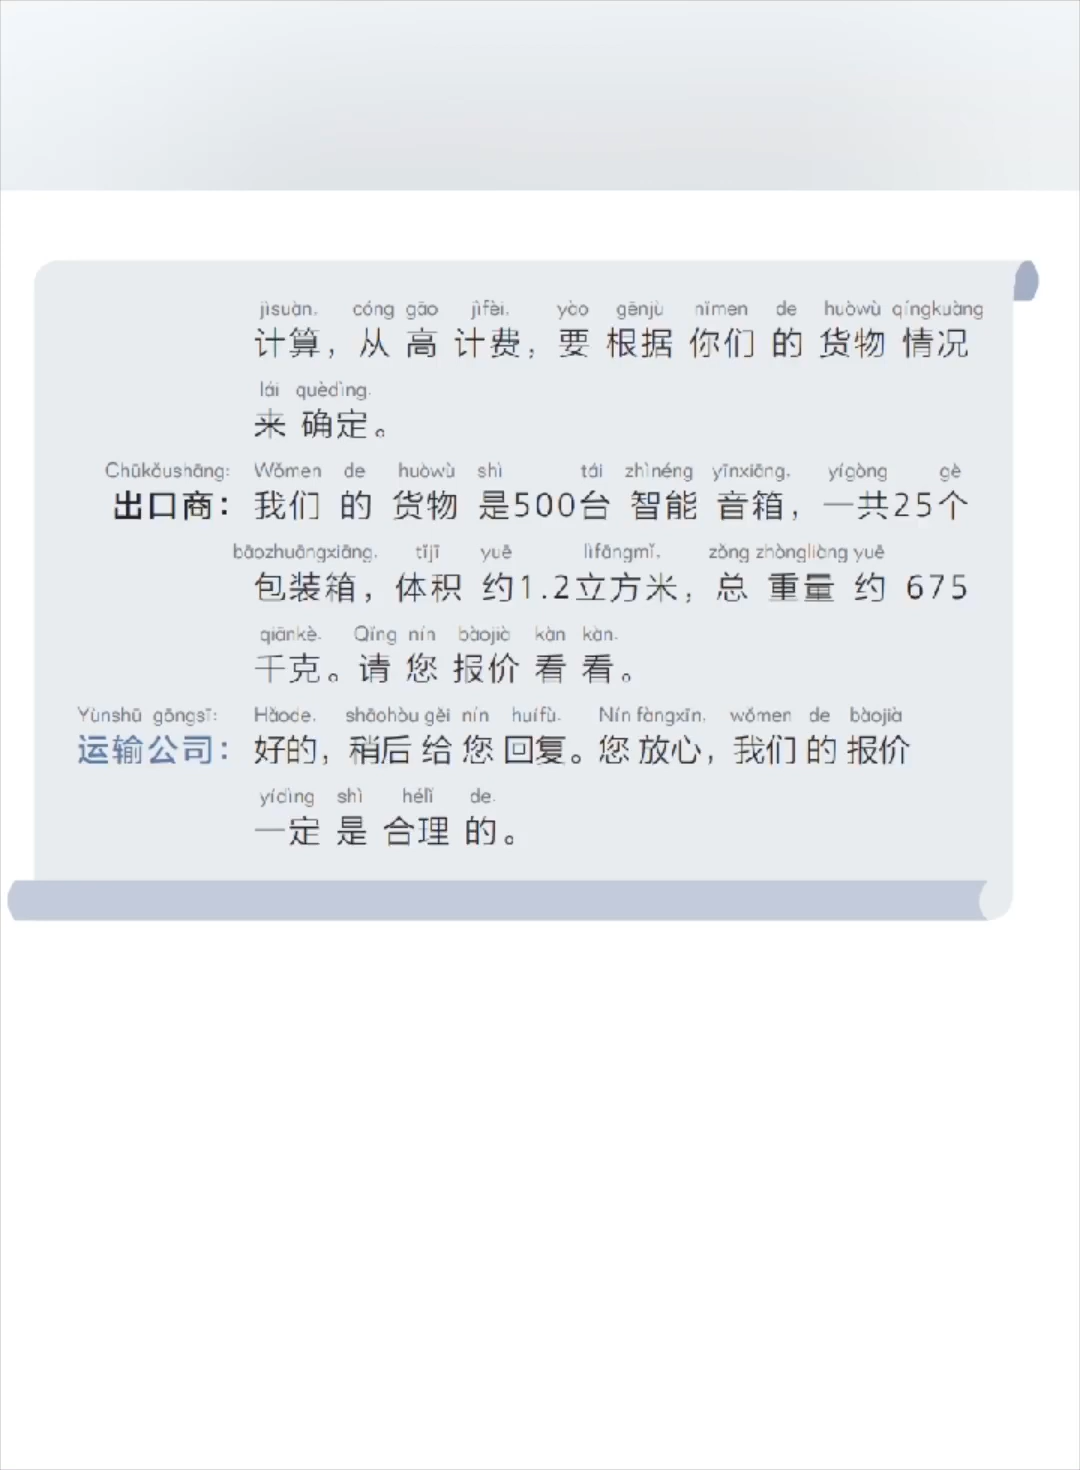 jìsuàn, cóng gāo jìfèi, yào gēnjù nǐmen de huòwù qíngkuàng
计算，从 高 计费，要 根据 你们 的 货物 情况
lái quèdìng.
来 确定。
Chūkǒushāng: Wǒmen de huòwù shì tái zhìnéng yīnxiāng, yígòng gè
出口商：我们 的 货物 是500台 智能 音箱，一共25个
bāozhuāngxiāng, tǐjī yuē lìfāngmǐ, zǒng zhòngliàng yuē
包装箱，体积 约1.2立方米，总 重量 约 675
qiānkè. Qǐng nín bàojià kàn kàn.
千克。请 您 报价 看 看。
Yùnshū gōngsī: Hǎode, shāohòu gěi nín huífù. Nín fàngxīn, wǒmen de bàojià
运输公司：好的，稍后 给 您 回复。您 放心，我们 的 报价
yídìng shì hélǐ de.
一定 是 合理 的。